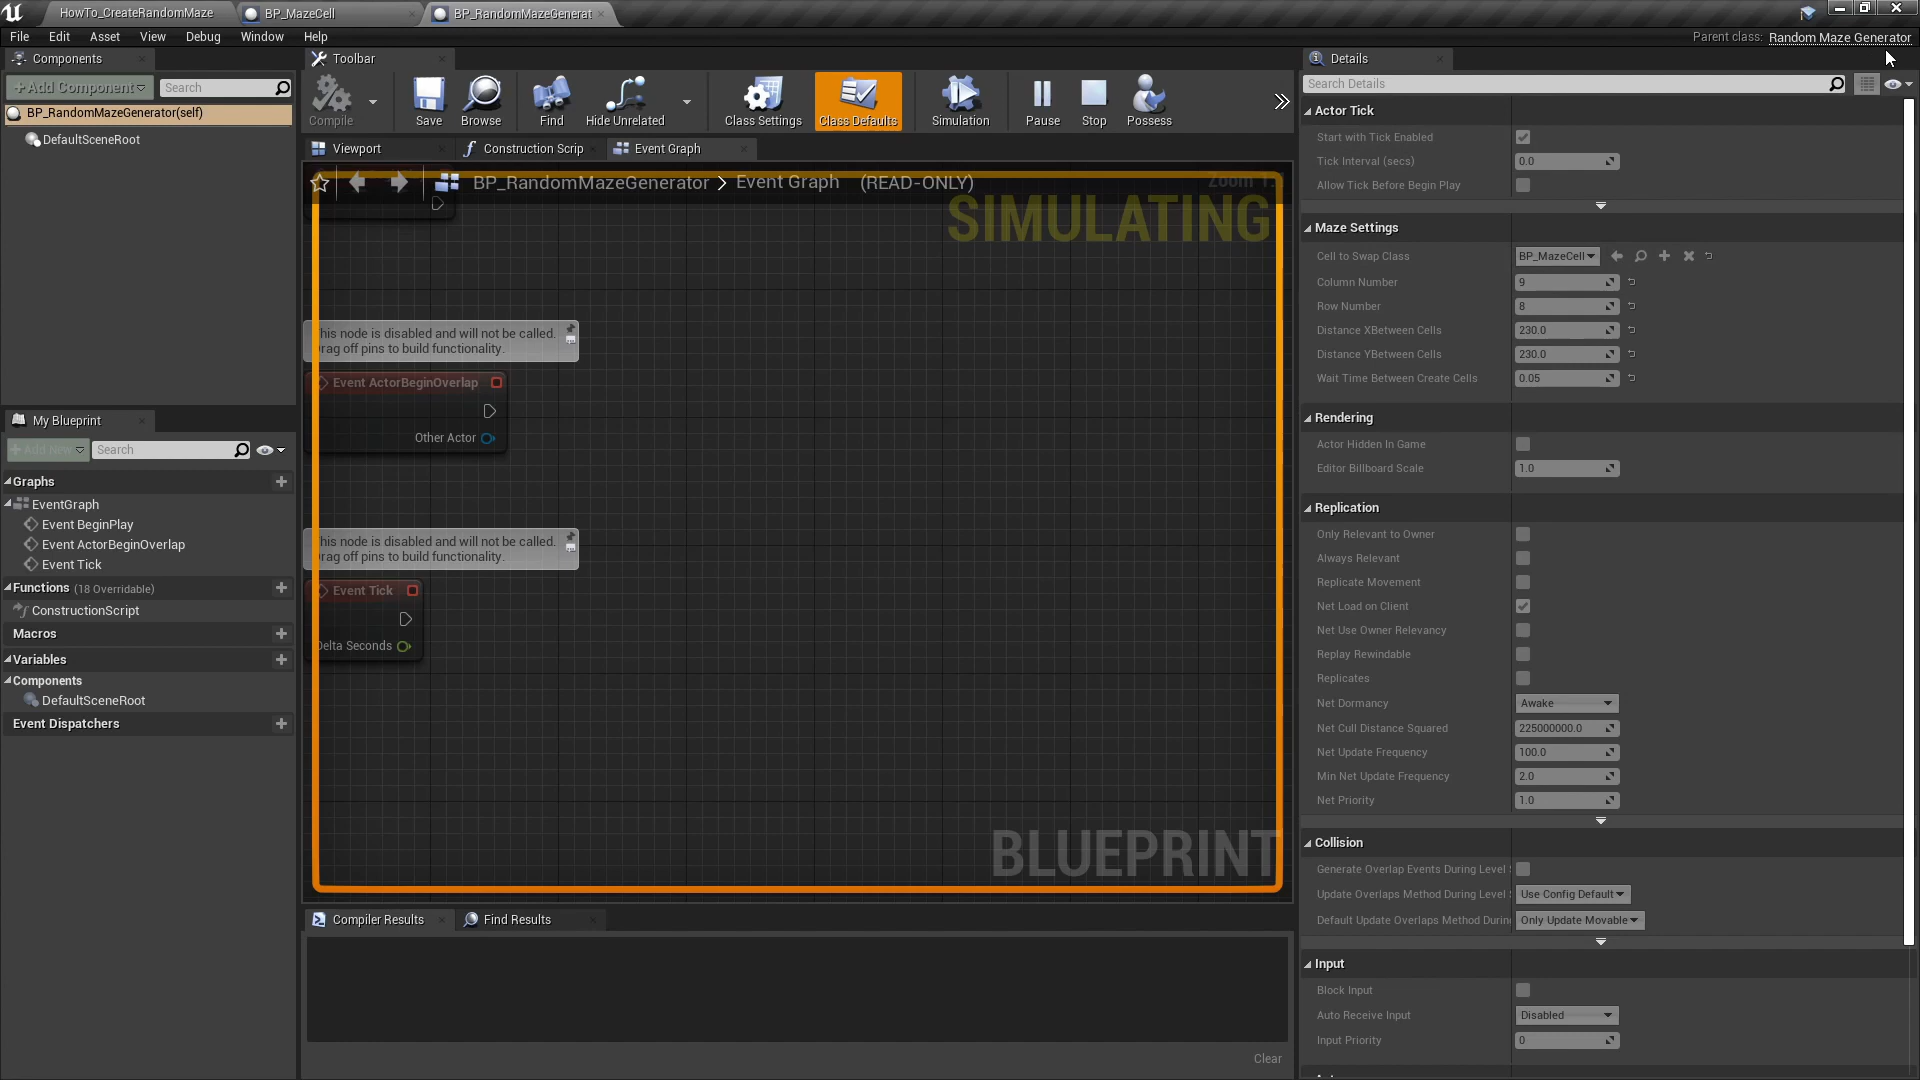 HowTo_CreateRandomMaze
BP_MazeCell
BP_RandomMazeGenerat
File Edit Asset View Debug Window Help
Parent class: Random Maze Generator
Components
+Add Component
Search
BP_RandomMazeGenerator(self)
DefaultSceneRoot
Toolbar
Compile
Save
Browse
Find
Hide Unrelated
Class Settings
Class Defaults
Simulation
Pause
Stop
Possess
Viewport
Construction Scrip
Event Graph
BP_RandomMazeGenerator > Event Graph (READ-ONLY)
SIMULATING
This node is disabled and will not be called.
Drag off pins to build functionality.
Event ActorBeginOverlap
Other Actor
This node is disabled and will not be called.
Drag off pins to build functionality.
Event Tick
Delta Seconds
BLUEPRINT
My Blueprint
+Add New
Search
Graphs
EventGraph
Event BeginPlay
Event ActorBeginOverlap
Event Tick
Functions (18 Overridable)
ConstructionScript
Macros
Variables
Components
DefaultSceneRoot
Event Dispatchers
Compiler Results
Find Results
Clear
Details
Search Details
Actor Tick
Start with Tick Enabled
Tick Interval (secs) 0.0
Allow Tick Before Begin Play
Maze Settings
Cell to Swap Class BP_MazeCell
Column Number 9
Row Number 8
Distance XBetween Cells 230.0
Distance YBetween Cells 230.0
Wait Time Between Create Cells 0.05
Rendering
Actor Hidden In Game
Editor Billboard Scale 1.0
Replication
Only Relevant to Owner
Always Relevant
Replicate Movement
Net Load on Client
Net Use Owner Relevancy
Replay Rewindable
Replicates
Net Dormancy Awake
Net Cull Distance Squared 225000000.0
Net Update Frequency 100.0
Min Net Update Frequency 2.0
Net Priority 1.0
Collision
Generate Overlap Events During Level
Update Overlaps Method During Level Use Config Default
Default Update Overlaps Method During Only Update Movable
Input
Block Input
Auto Receive Input Disabled
Input Priority 0